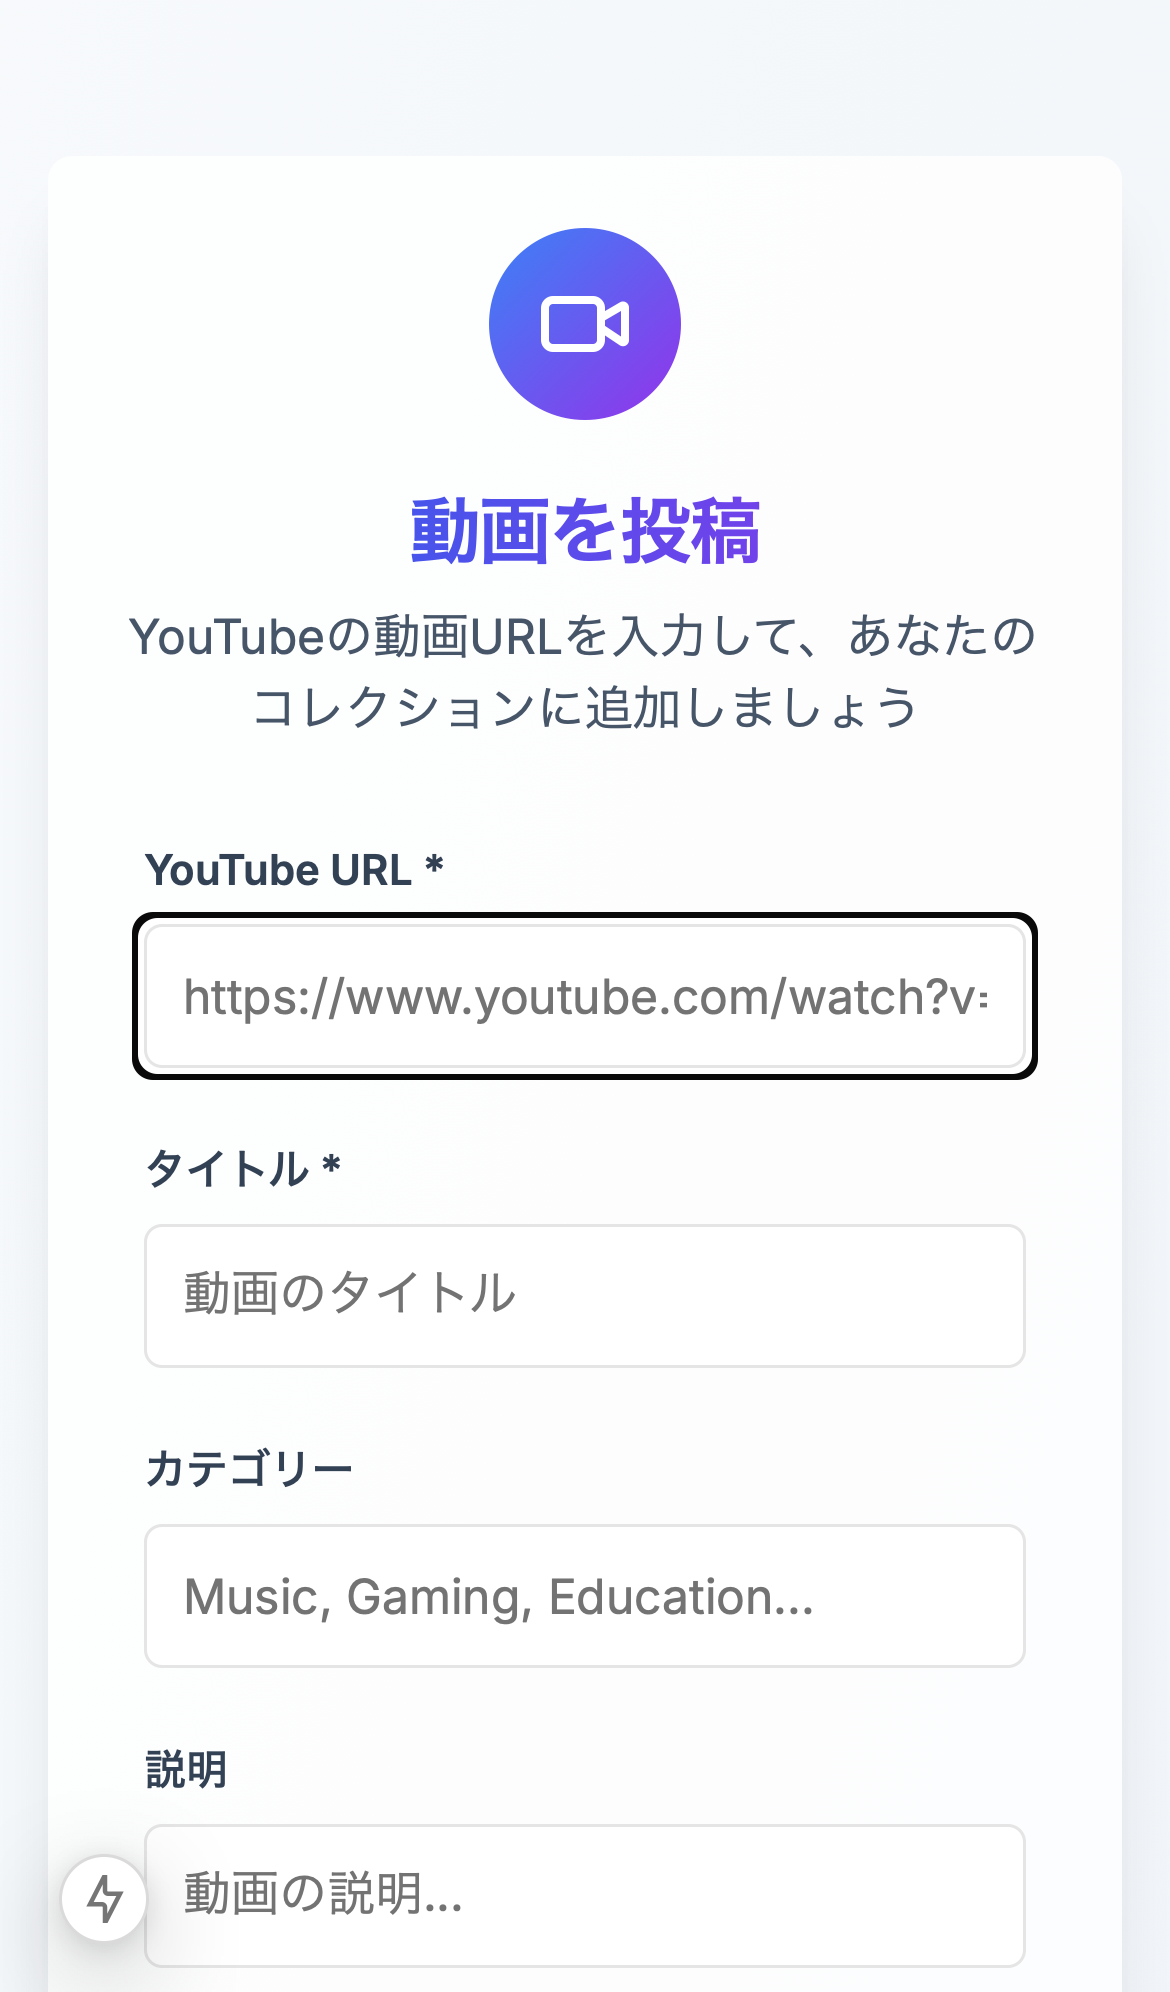 動画を投稿
YouTubeの動画URLを入力して、あなたの
コレクションに追加しましょう
YouTube URL *
https://www.youtube.com/watch?v=
タイトル *
動画のタイトル
カテゴリー
Music, Gaming, Education...
説明
動画の説明...